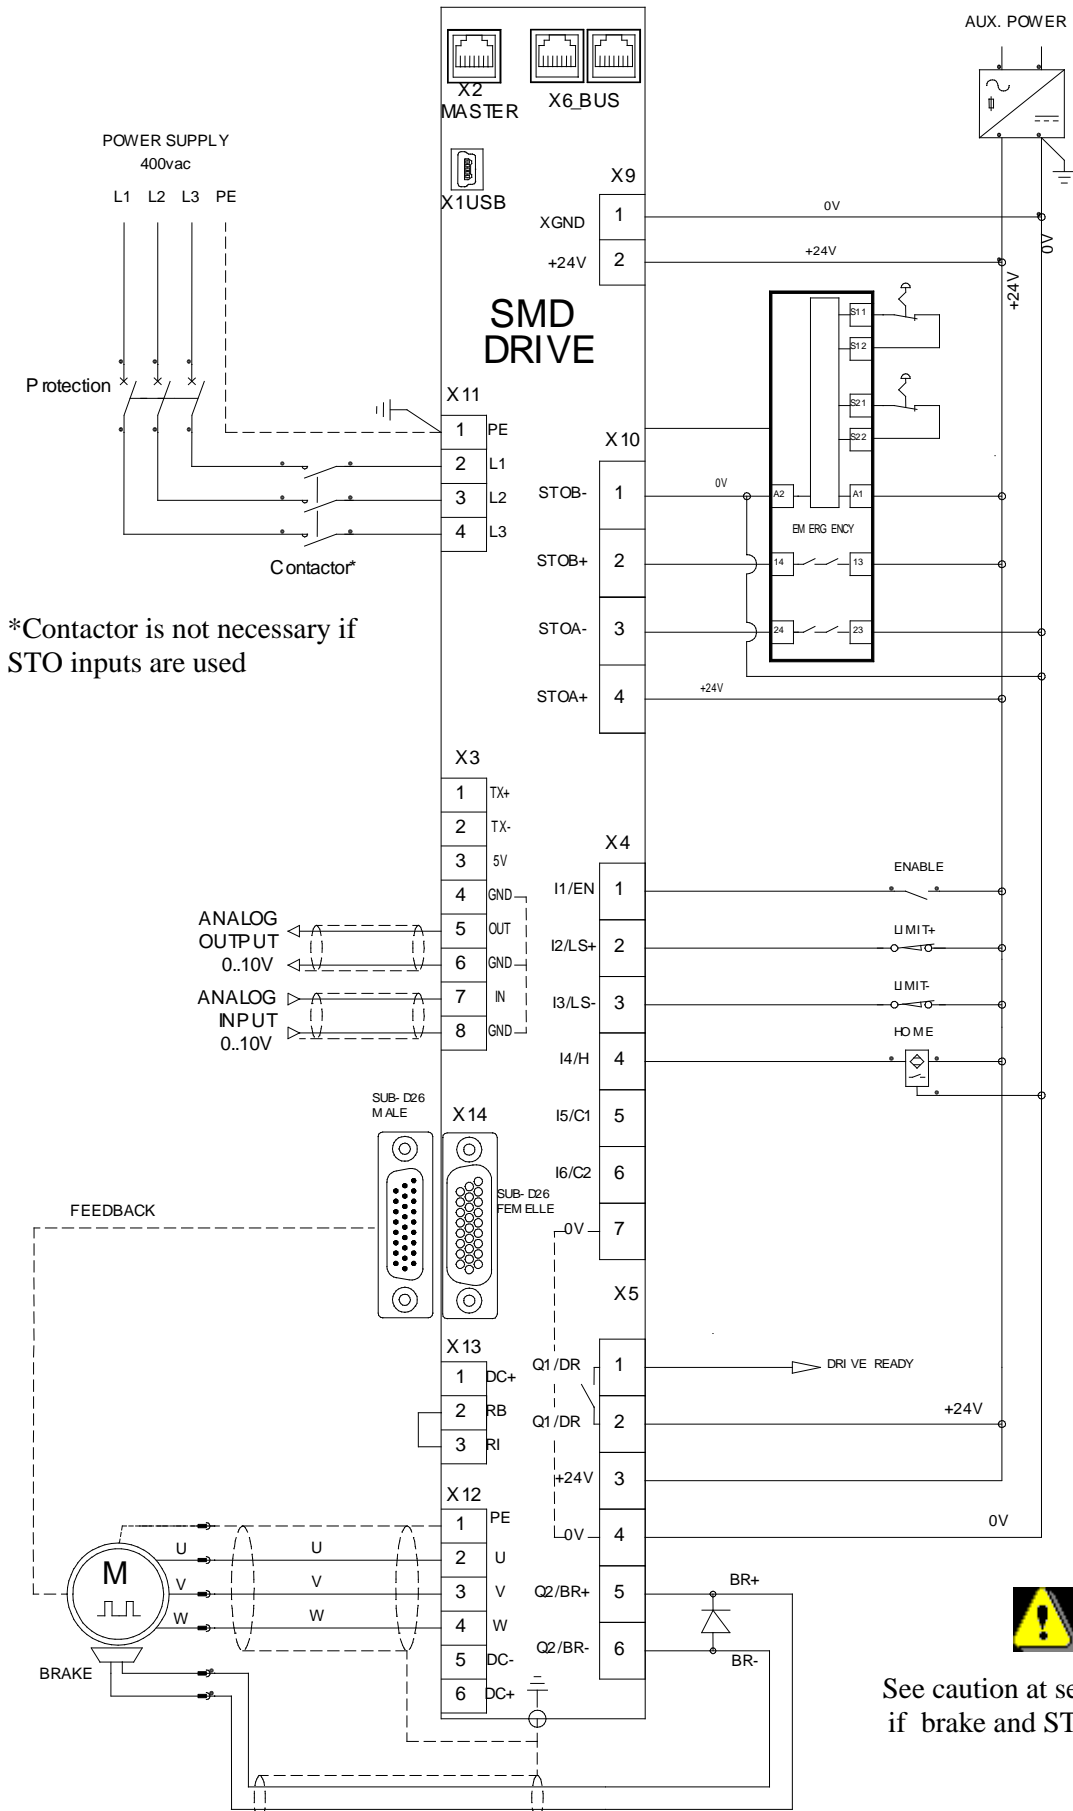 AUX. POWER
X2
MASTER
X6_BUS
POWER SUPPLY
400vac
L1 L2 L3 PE
X1USB
X9
XGND 1 0V
+24V 2 +24V
0V
+24V
SMD
DRIVE
S11
S12
S21
S22
Protection
X11
1 PE
2 L1
3 L2
4 L3
Contactor*
*Contactor is not necessary if
STO inputs are used
X10
STOB- 1 0V A2 A1
EMERGENCY
STOB+ 2 14 13
STOA- 3 24 23
STOA+ 4 +24V
X3
1 TX+
2 TX-
3 5V
4 GND
5 OUT
6 GND
7 IN
8 GND
ANALOG
OUTPUT
0..10V
ANALOG
INPUT
0..10V
X4
I1/EN 1 ENABLE
I2/LS+ 2 LIMIT+
I3/LS- 3 LIMIT-
I4/H 4 HOME
I5/C1 5
I6/C2 6
0V 7
SUB-D26
MALE
X14
SUB-D26
FEMELLE
FEEDBACK
X5
Q1/DR 1 DRIVE READY
Q1/DR 2 +24V
+24V 3
0V 4 0V
Q2/BR+ 5 BR+
Q2/BR- 6 BR-
X13
1 DC+
2 RB
3 RI
X12
1 PE
2 U
3 V
4 W
5 DC-
6 DC+
M
U U
V V
W W
BRAKE
See caution at se
if brake and ST